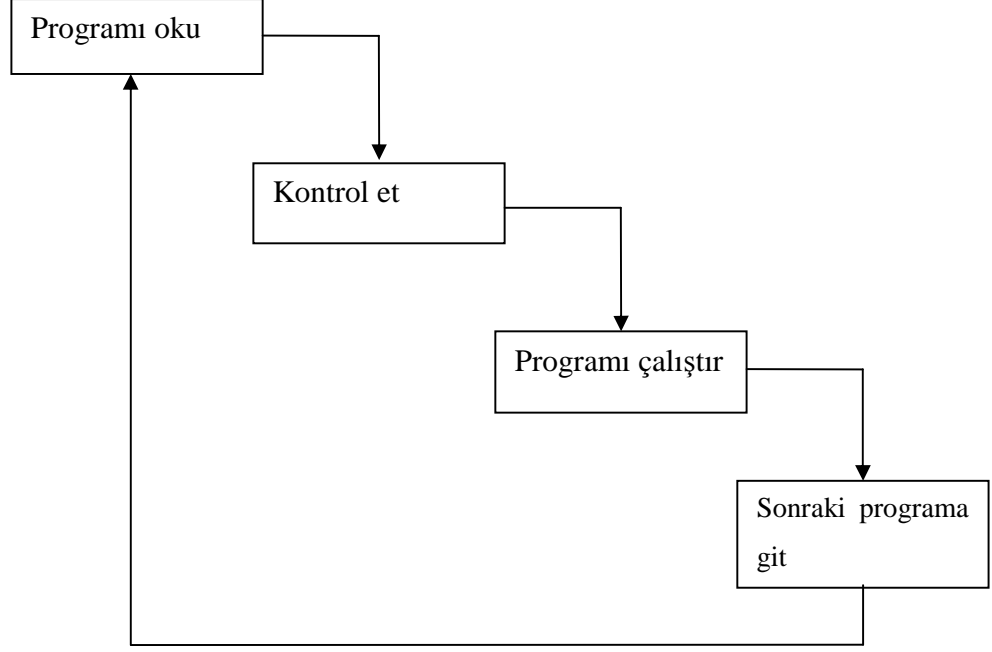 Programı oku
Kontrol et
Programı çalıştır
Sonraki programa
git